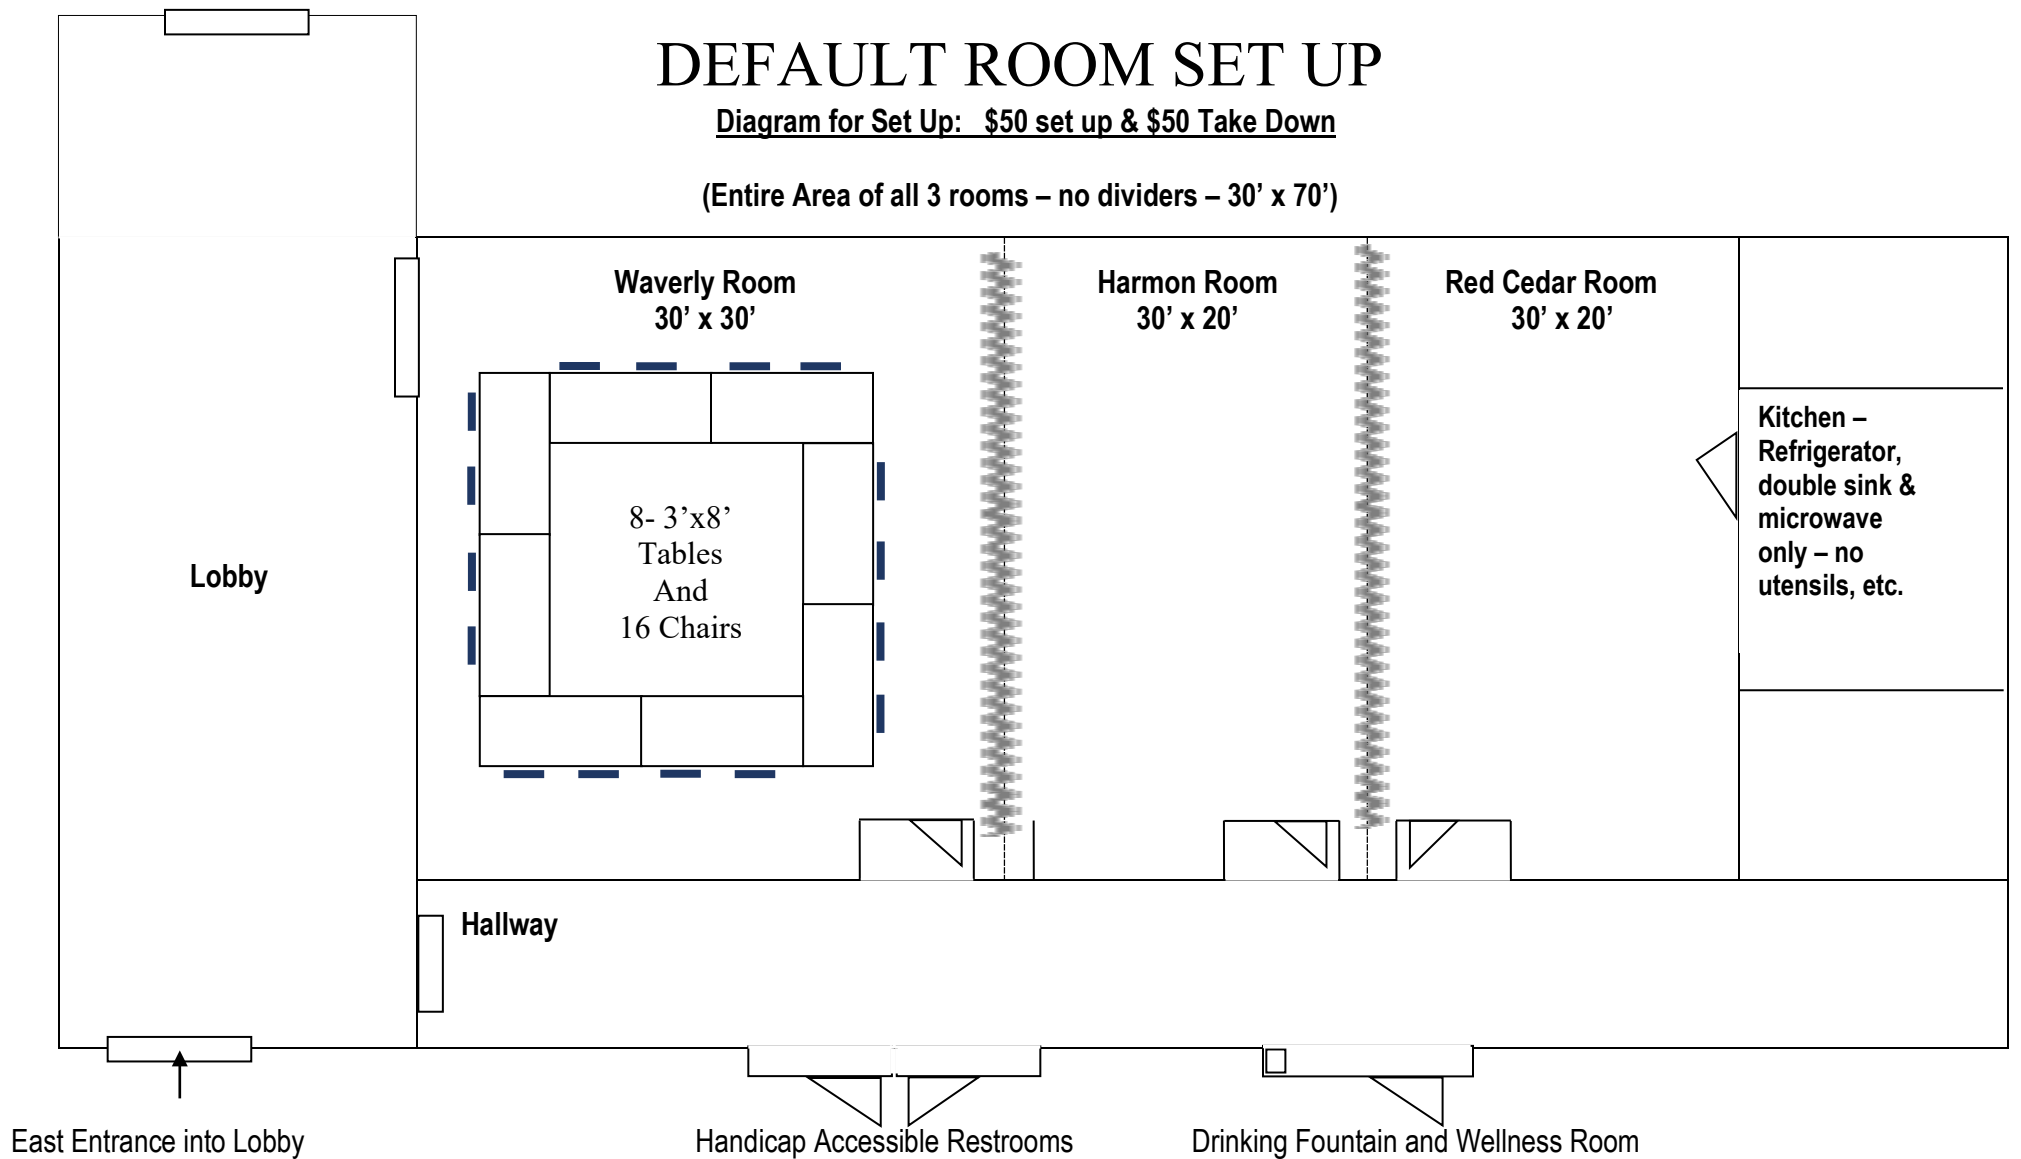 DEFAULT ROOM SET UP
Diagram for Set Up:   $50 set up & $50 Take Down
(Entire Area of all 3 rooms – no dividers – 30’ x 70’)
Waverly Room
30’ x 30’
Harmon Room
30’ x 20’
Red Cedar Room
30’ x 20’
Kitchen –
Refrigerator,
double sink &
microwave
only – no
utensils, etc.
8- 3’x8’
Tables
And
16 Chairs
Lobby
Hallway
East Entrance into Lobby
Handicap Accessible Restrooms
Drinking Fountain and Wellness Room